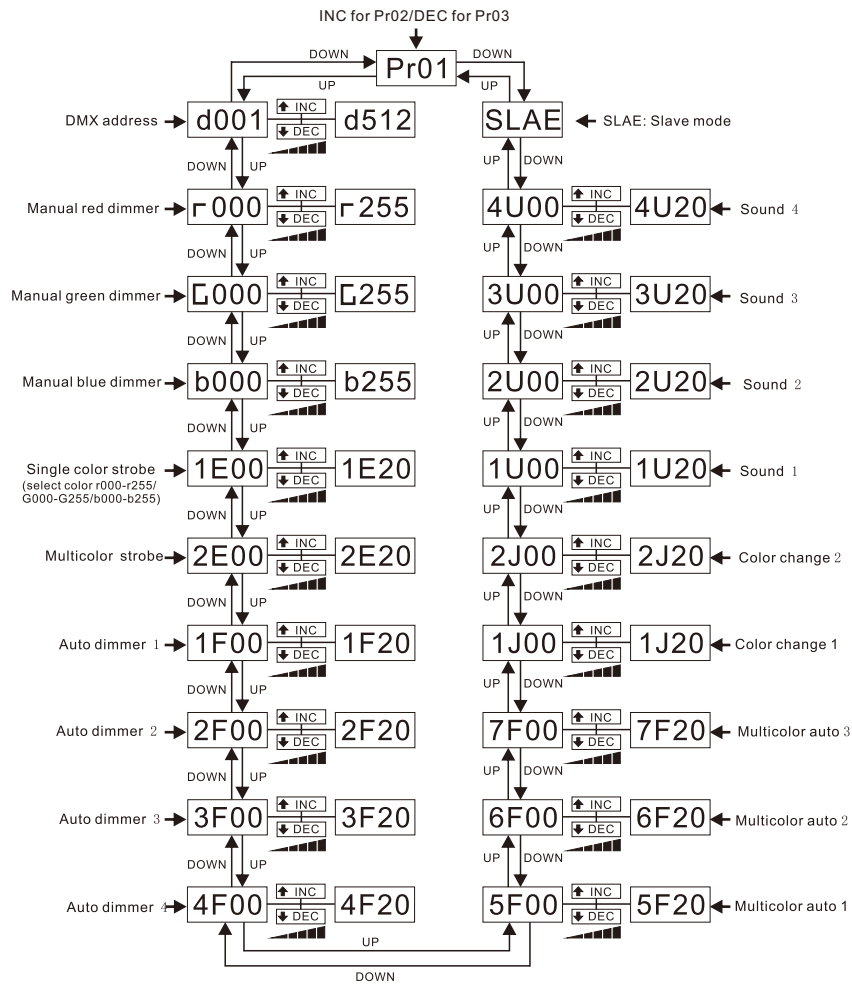 INC for Pr02/DEC for Pr03
DOWN
DOWN
Pr01
UP
UP
DMX address
d001
INC
DEC
d512
SLAE
SLAE: Slave mode
DOWN
UP
UP
DOWN
Manual red dimmer
r000
INC
DEC
r255
4U00
INC
DEC
4U20
Sound 4
DOWN
UP
UP
DOWN
Manual green dimmer
G000
INC
DEC
G255
3U00
INC
DEC
3U20
Sound 3
DOWN
UP
UP
DOWN
Manual blue dimmer
b000
INC
DEC
b255
2U00
INC
DEC
2U20
Sound 2
DOWN
UP
UP
DOWN
Single color strobe
(select color r000-r255/
G000-G255/b000-b255)
1E00
INC
DEC
1E20
1U00
INC
DEC
1U20
Sound 1
DOWN
UP
UP
DOWN
Multicolor strobe
2E00
INC
DEC
2E20
2J00
INC
DEC
2J20
Color change 2
DOWN
UP
UP
DOWN
Auto dimmer 1
1F00
INC
DEC
1F20
1J00
INC
DEC
1J20
Color change 1
DOWN
UP
UP
DOWN
Auto dimmer 2
2F00
INC
DEC
2F20
7F00
INC
DEC
7F20
Multicolor auto 3
DOWN
UP
UP
DOWN
Auto dimmer 3
3F00
INC
DEC
3F20
6F00
INC
DEC
6F20
Multicolor auto 2
DOWN
UP
UP
DOWN
Auto dimmer 4
4F00
INC
DEC
4F20
5F00
INC
DEC
5F20
Multicolor auto 1
UP
DOWN